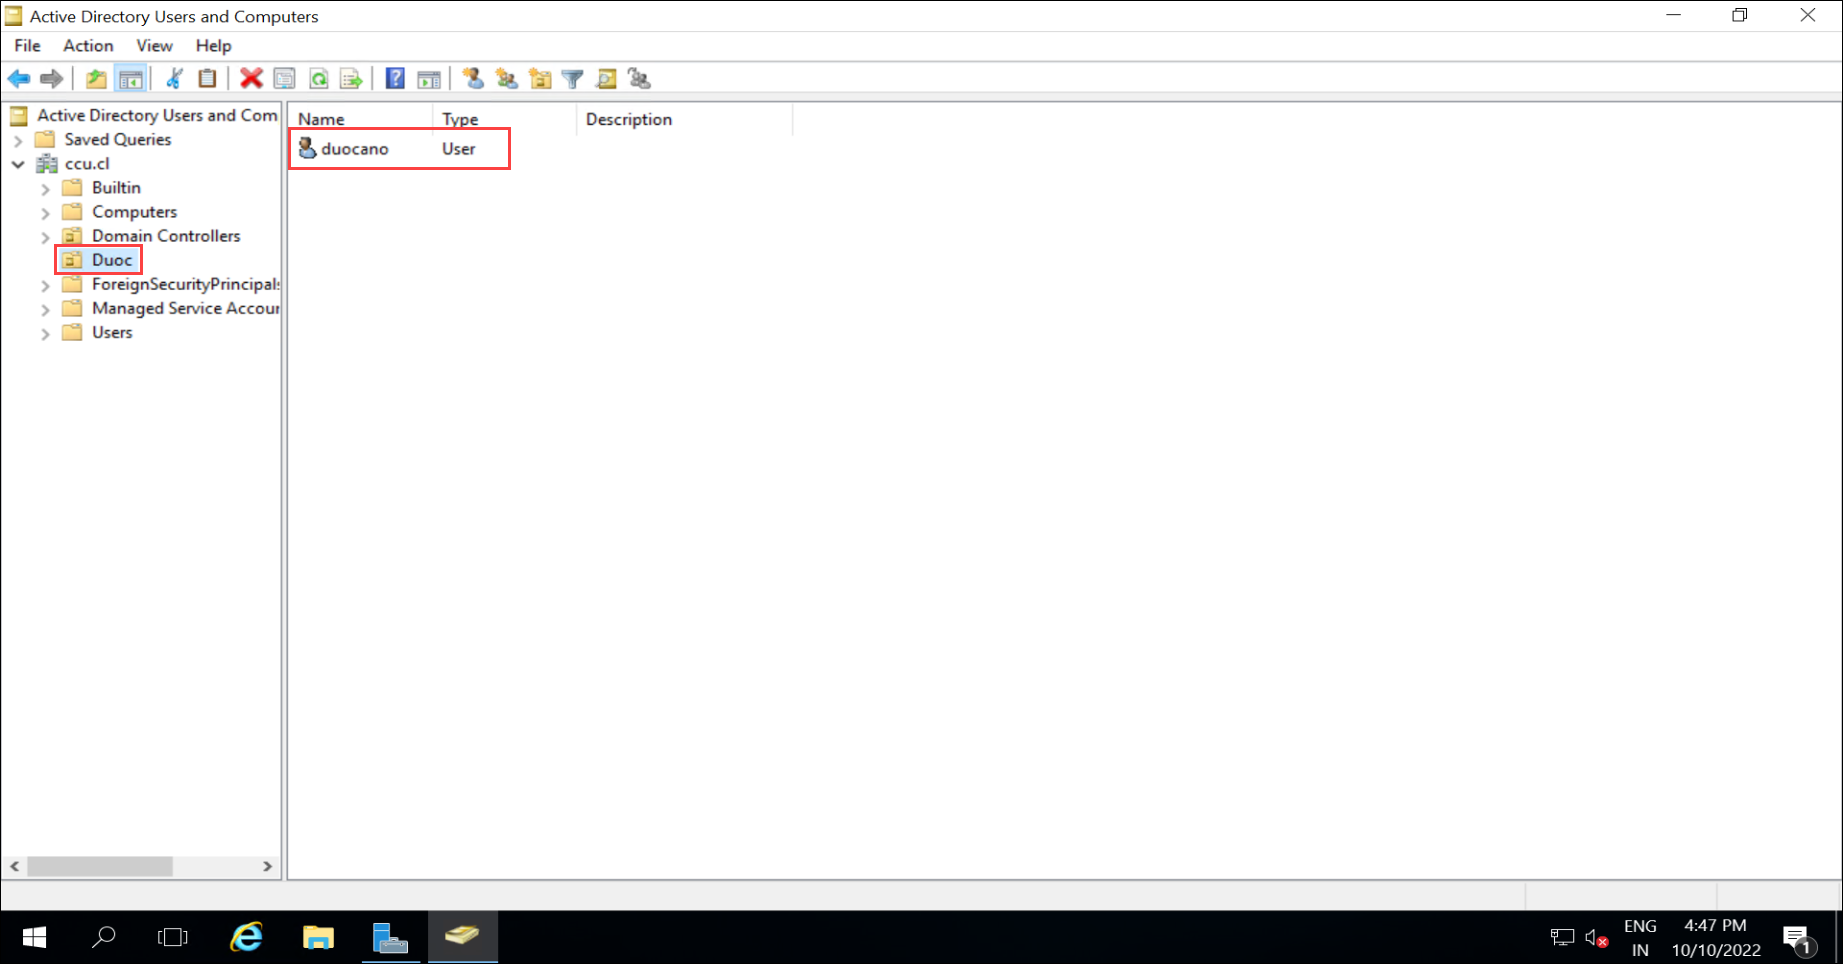 Active Directory Users and Computers
File Action View Help
Active Directory Users and Com
Saved Queries
ccu.cl
Builtin
Computers
Domain Controllers
Duoc
ForeignSecurityPrincipals
Managed Service Accour
Users
Name Type Description
duocano User
ENG 4:47 PM
IN 10/10/2022
1